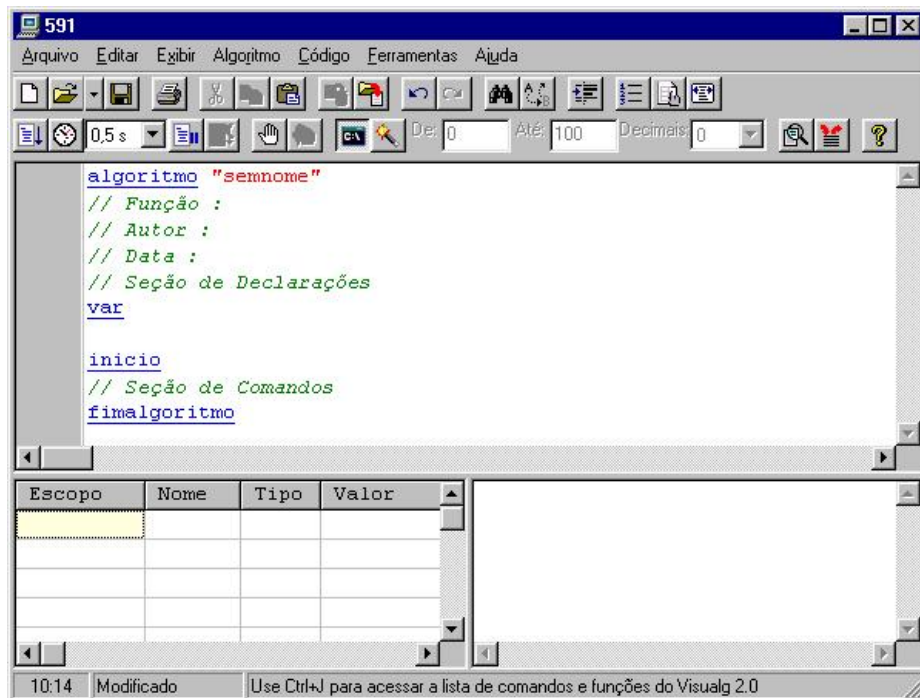 591
Arquivo Editar Exibir Algoritmo Código Ferramentas Ajuda
0,5 s De: 0 Até: 100 Decimais: 0
algoritmo "semnome"
// Função :
// Autor :
// Data :
// Seção de Declarações
var
inicio
// Seção de Comandos
fimalgoritmo
Escopo Nome Tipo Valor
10:14 Modificado Use Ctrl+J para acessar a lista de comandos e funções do Visualg 2.0